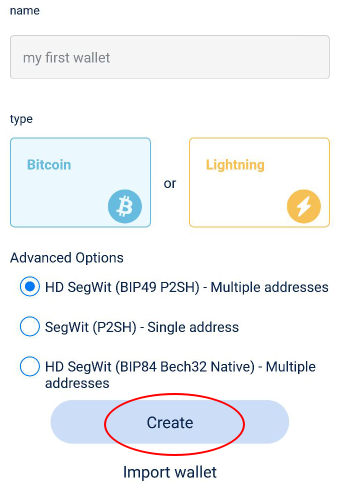 name
my first wallet
type
Bitcoin
or
Lightning
Advanced Options
HD SegWit (BIP49 P2SH) - Multiple addresses
SegWit (P2SH) - Single address
HD SegWit (BIP84 Bech32 Native) - Multiple
addresses
Create
Import wallet